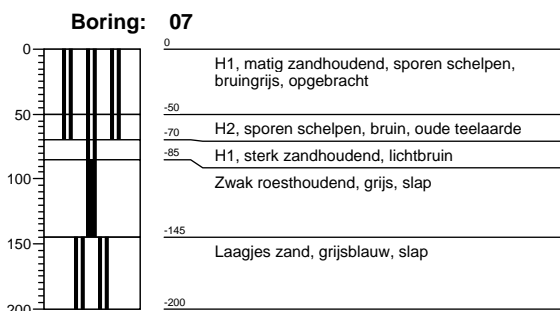 Boring: 07
0
0
H1, matig zandhoudend, sporen schelpen,
bruingrijs, opgebracht
50
-50
H2, sporen schelpen, bruin, oude teelaarde
-70
H1, sterk zandhoudend, lichtbruin
-85
Zwak roesthoudend, grijs, slap
100
-145
150
Laagjes zand, grijsblauw, slap
-200
200